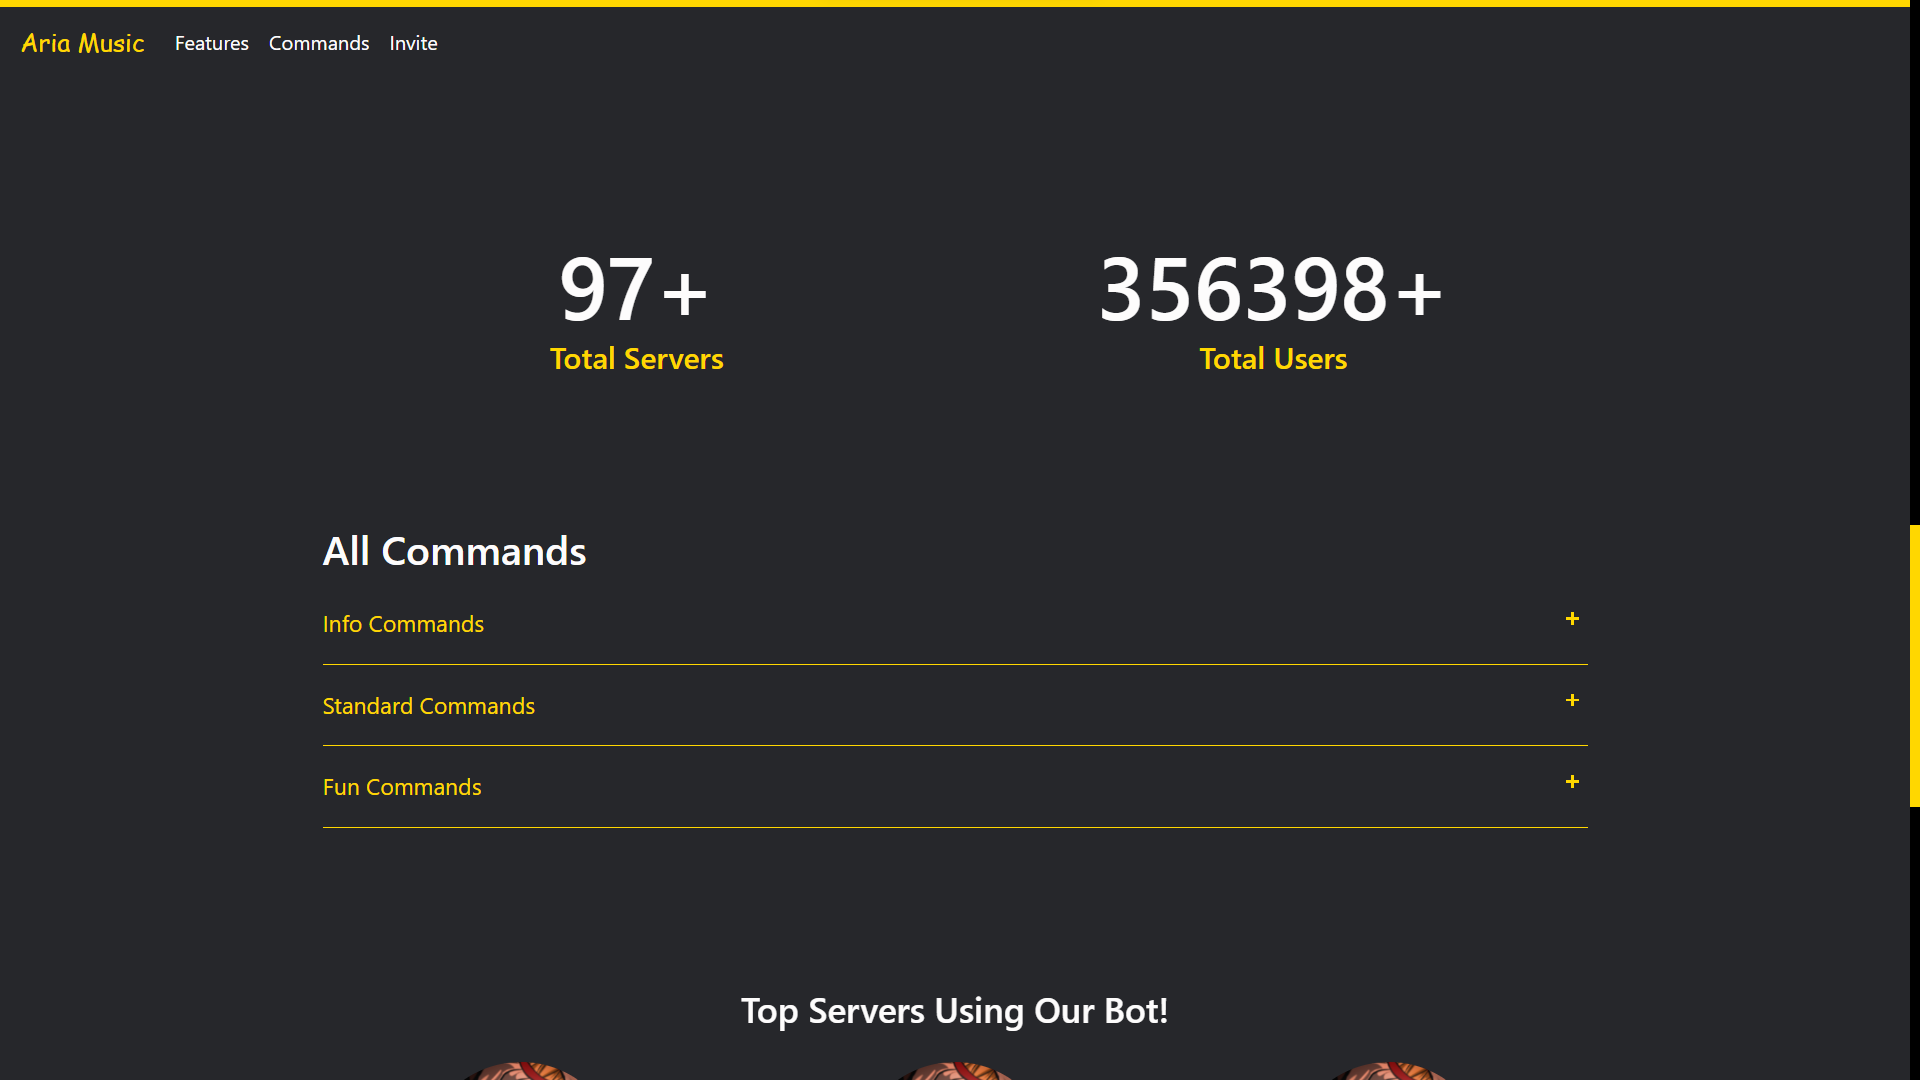 Aria Music Features Commands Invite
97+ 356398+
Total Servers Total Users
All Commands
Info Commands +
Standard Commands +
Fun Commands +
Top Servers Using Our Bot!